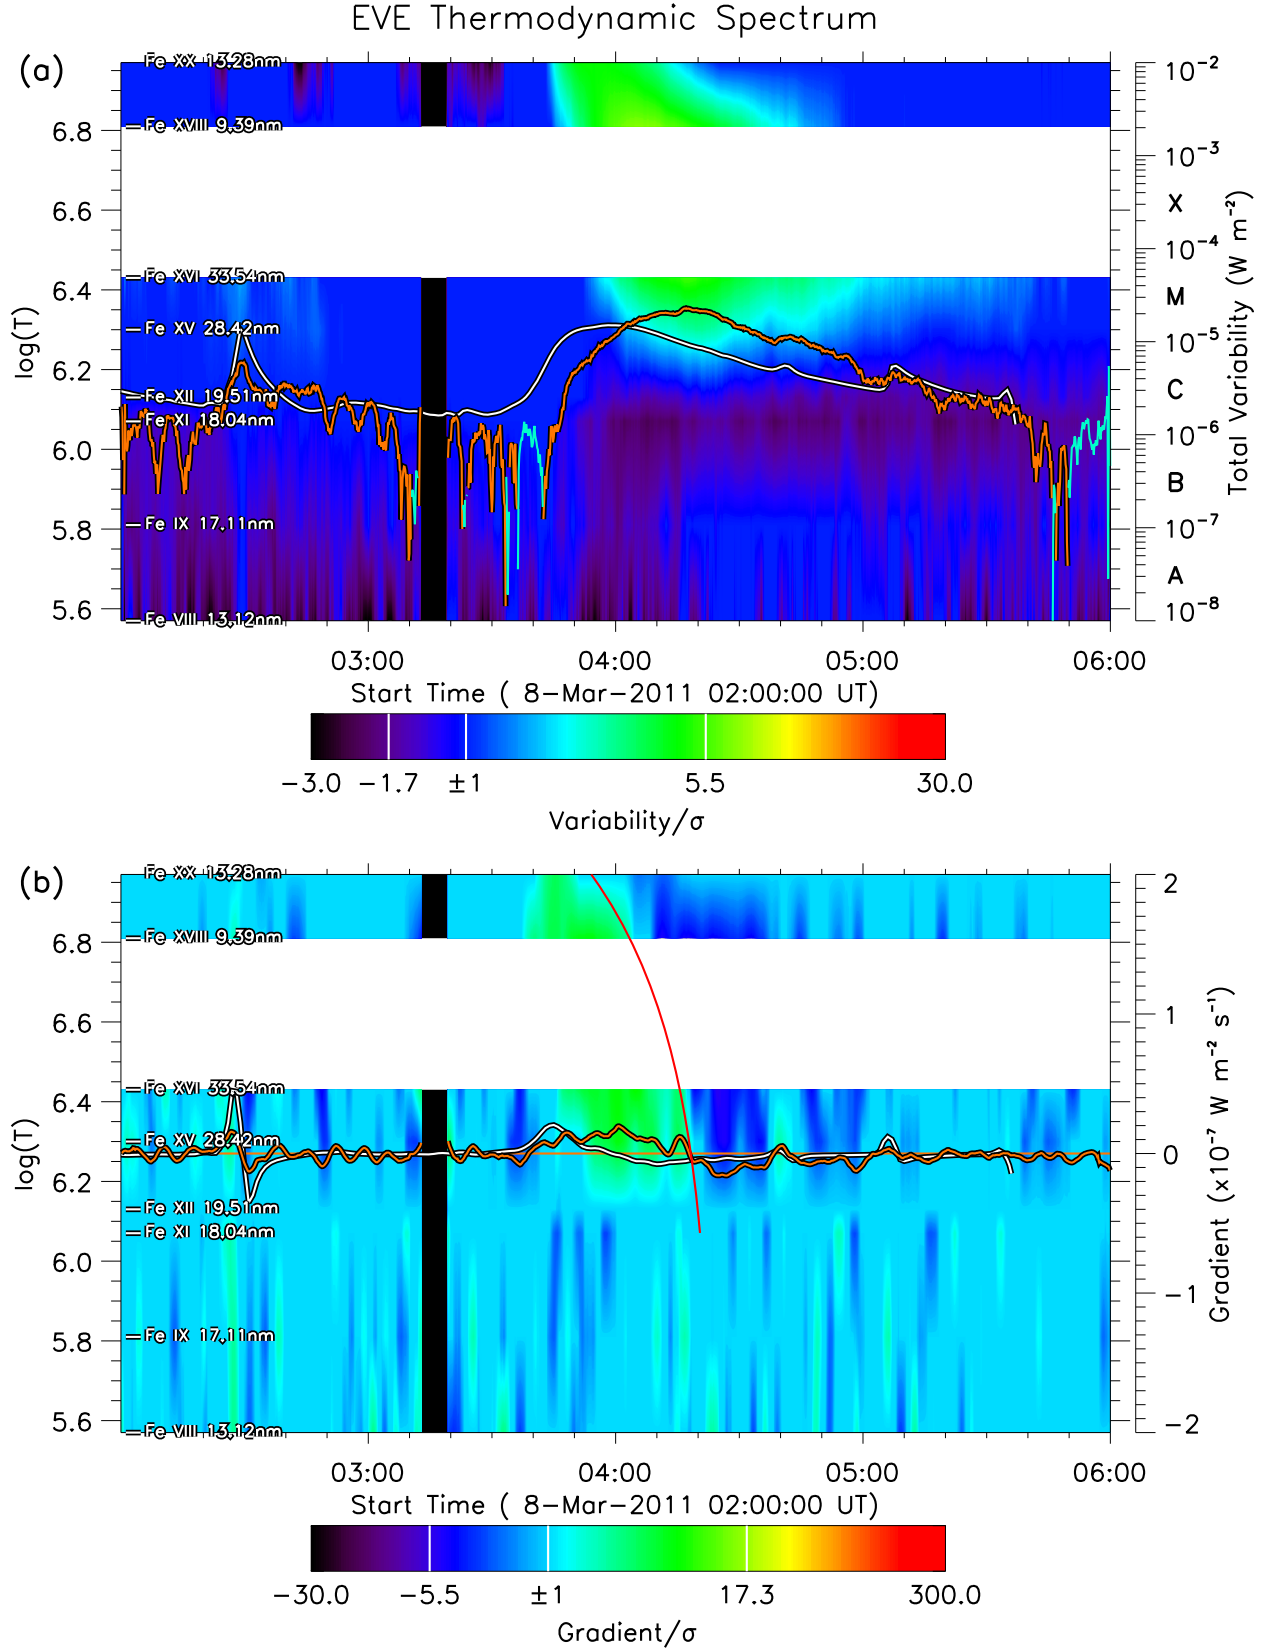 EVE Thermodynamic Spectrum
(a)
Fe XX 13.28nm
Fe XVIII 9.39nm
Fe XVI 33.54nm
Fe XV 28.42nm
Fe XII 19.51nm
Fe XI 18.04nm
Fe IX 17.11nm
Fe VIII 13.12nm
log(T)
6.8
6.6
6.4
6.2
6.0
5.8
5.6
10⁻²
10⁻³
X
10⁻⁴
M
10⁻⁵
C
10⁻⁶
B
10⁻⁷
A
10⁻⁸
Total Variability (W m⁻²)
03:00 04:00 05:00 06:00
Start Time ( 8-Mar-2011 02:00:00 UT)
-3.0 -1.7 ±1 5.5 30.0
Variability/σ
(b)
Fe XX 13.28nm
Fe XVIII 9.39nm
Fe XVI 33.54nm
Fe XV 28.42nm
Fe XII 19.51nm
Fe XI 18.04nm
Fe IX 17.11nm
Fe VIII 13.12nm
log(T)
6.8
6.6
6.4
6.2
6.0
5.8
5.6
2
1
0
-1
-2
Gradient (x10⁻⁷ W m⁻² s⁻¹)
03:00 04:00 05:00 06:00
Start Time ( 8-Mar-2011 02:00:00 UT)
-30.0 -5.5 ±1 17.3 300.0
Gradient/σ